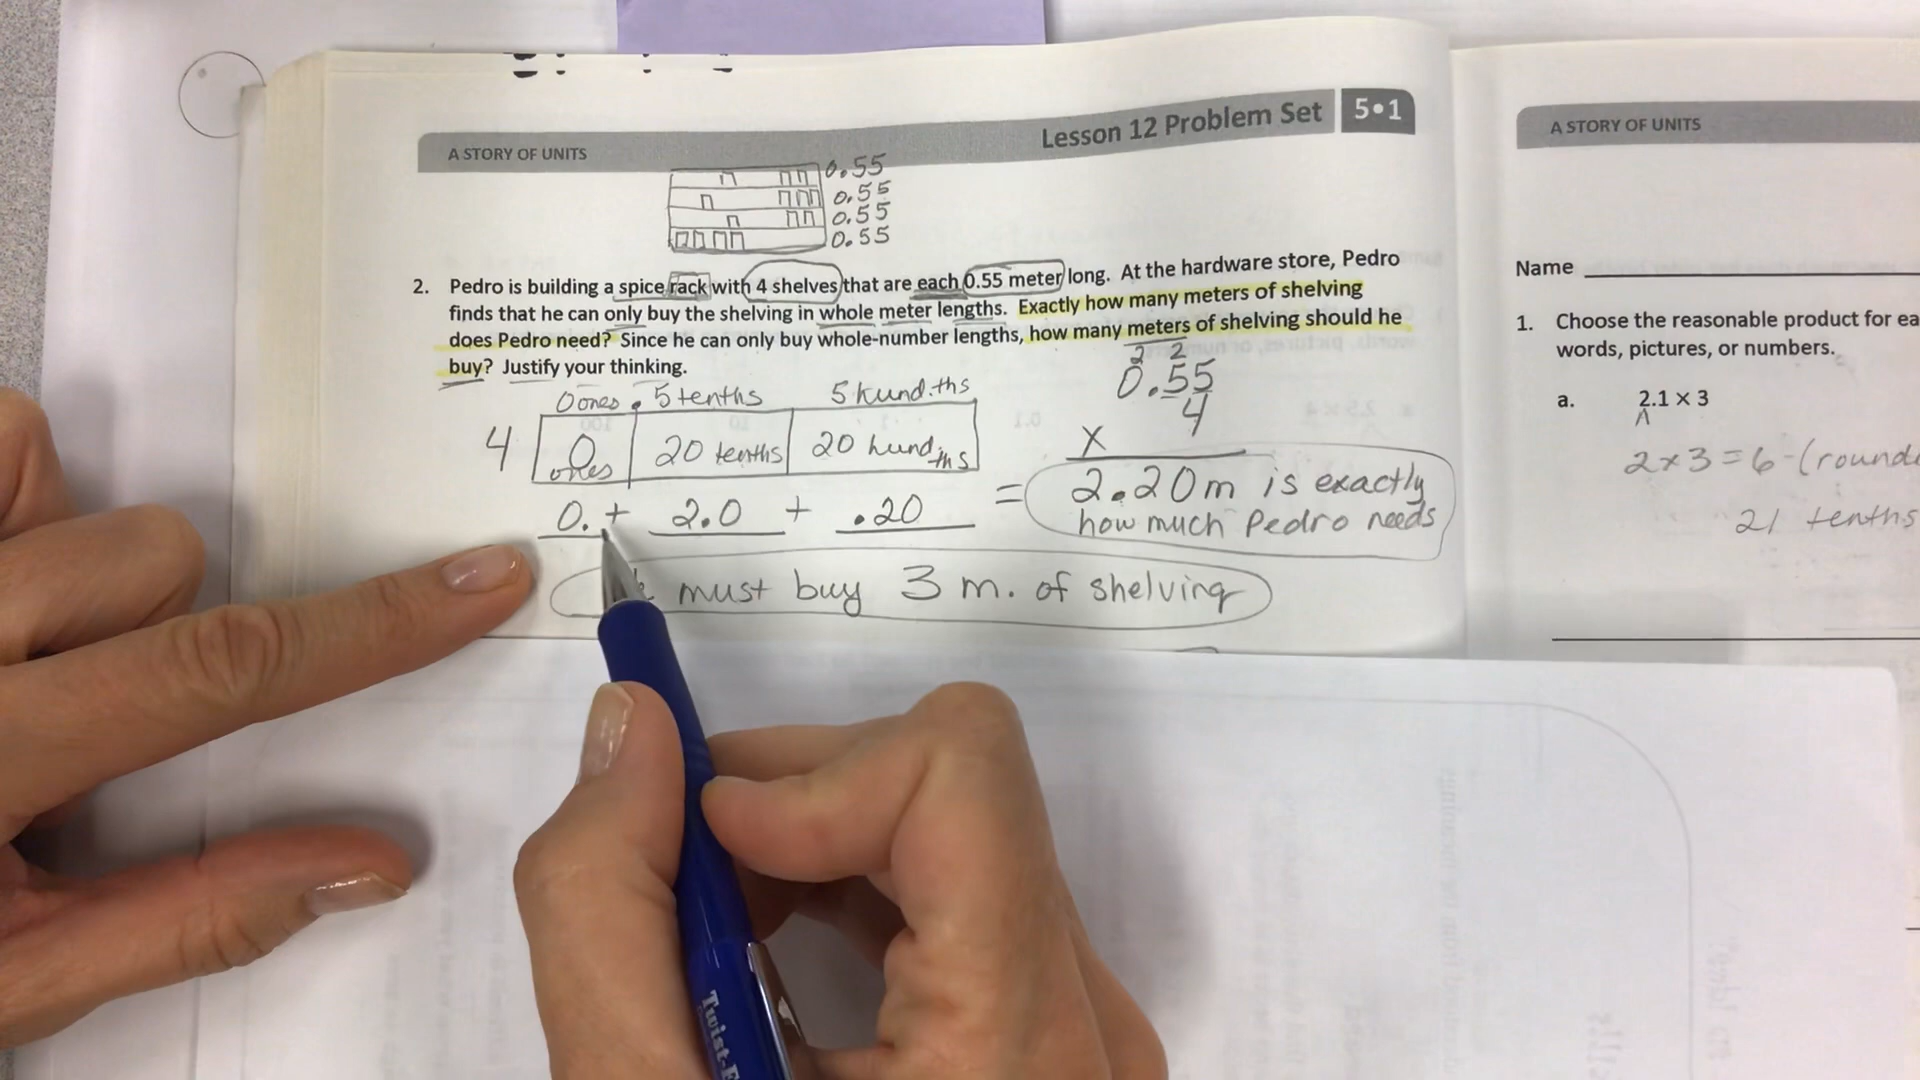 A STORY OF UNITS
Lesson 12 Problem Set 5•1
0.55
0.55
0.55
0.55
2. Pedro is building a spice rack with 4 shelves that are each 0.55 meter long. At the hardware store, Pedro
finds that he can only buy the shelving in whole meter lengths. Exactly how many meters of shelving
does Pedro need? Since he can only buy whole-number lengths, how many meters of shelving should he
buy? Justify your thinking.
0 ones . 5 tenths 5 hund.ths
4 0 ones 20 tenths 20 hund.ths
0. + 2.0 + .20 =
2 2
0.55
x 4
2.20m is exactly
how much Pedro needs
must buy 3 m. of shelving
A STORY OF UNITS
Name
1. Choose the reasonable product for
words, pictures, or numbers.
a. 2.1 × 3
2 x 3 = 6 -
21 tenths
Twist-